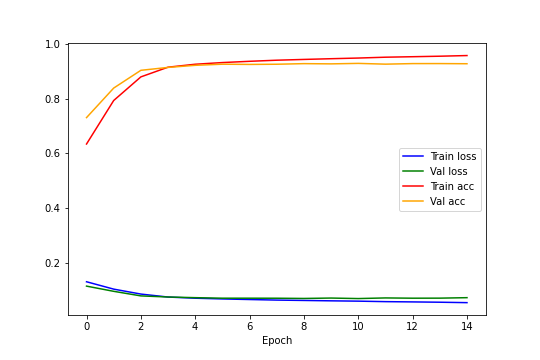 1.0
0.8
0.6
0.4
0.2
Train loss
Val loss
Train acc
Val acc
0 2 4 6 8 10 12 14
Epoch